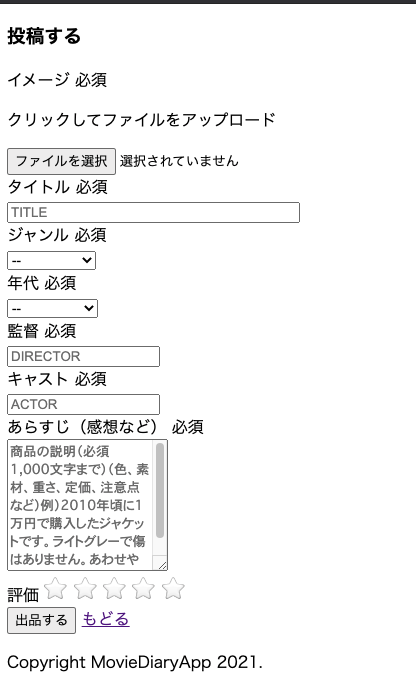 投稿する
イメージ 必須
クリックしてファイルをアップロード
ファイルを選択 選択されていません
タイトル 必須
TITLE
ジャンル 必須
--
年代 必須
--
監督 必須
DIRECTOR
キャスト 必須
ACTOR
あらすじ（感想など） 必須
商品の説明（必須
1,000文字まで）（色、素
材、重さ、定価、注意点
など）例）2010年頃に1
万円で購入したジャケッ
トです。ライトグレーで傷
はありません。あわせや
評価
出品する もどる
Copyright MovieDiaryApp 2021.